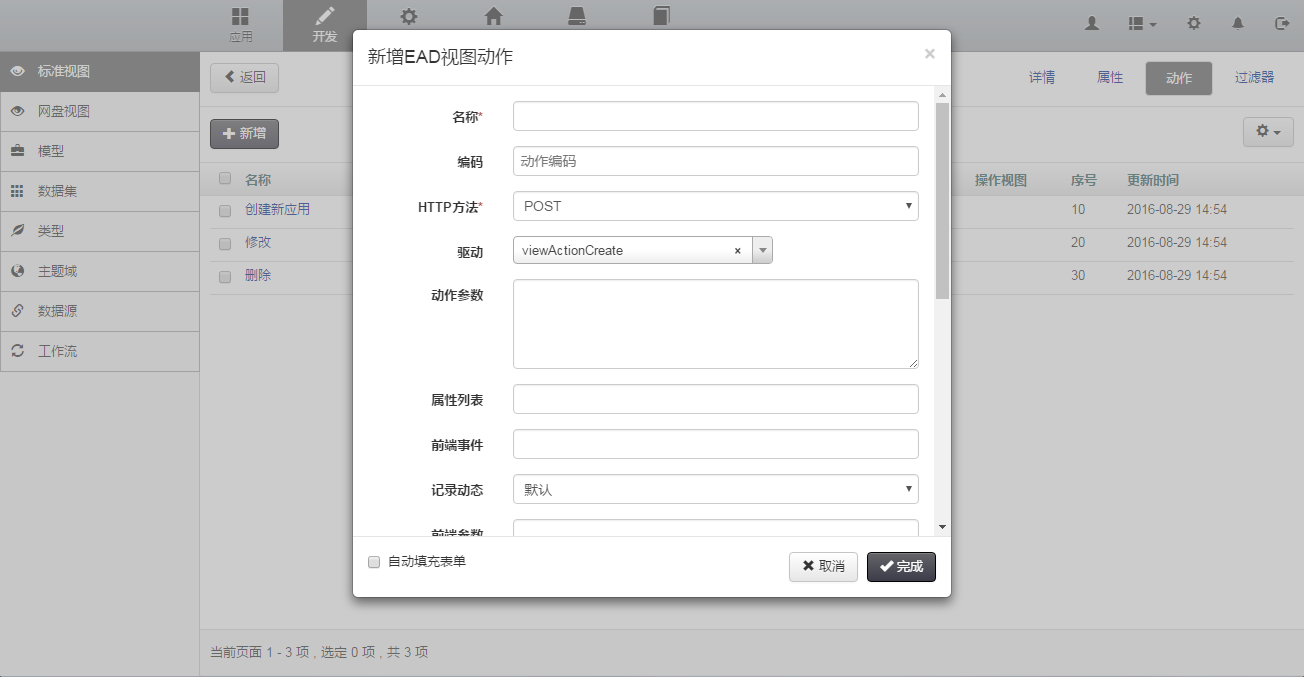 应用
开发
新增EAD视图动作
×
标准视图
网盘视图
模型
数据集
类型
主题域
数据源
工作流
返回
详情
属性
动作
过滤器
新增
名称
操作视图
序号
更新时间
创建新应用
10
2016-08-29 14:54
修改
20
2016-08-29 14:54
删除
30
2016-08-29 14:54
名称*
编码
动作编码
HTTP方法*
POST
驱动
viewActionCreate
×
动作参数
属性列表
前端事件
记录动态
默认
前端参数
自动填充表单
取消
完成
当前页面 1 - 3 项 , 选定 0 项 , 共 3 项